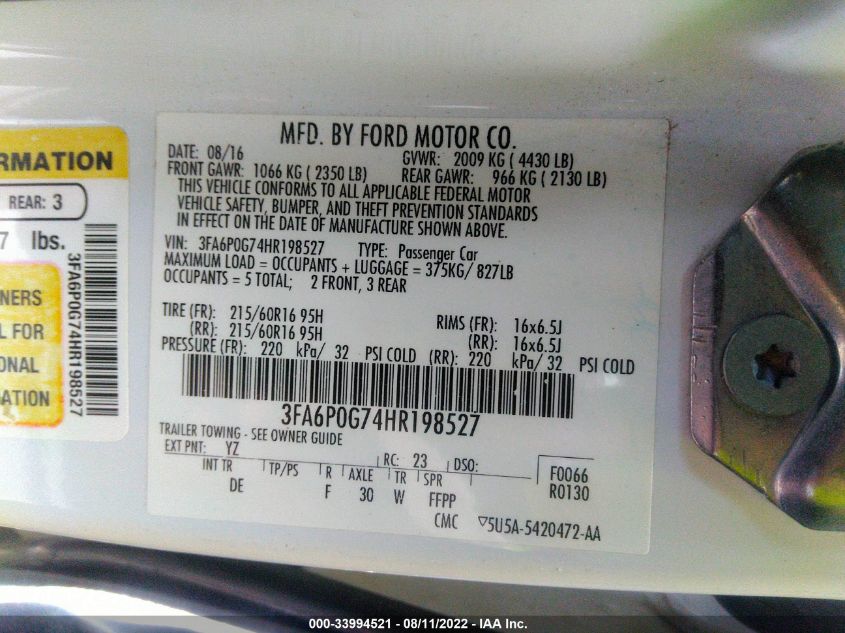 RMATION
REAR: 3
7 lbs.
3FA6P0G74HR198527
NERS
L FOR
ONAL
ATION
MFD. BY FORD MOTOR CO.
DATE: 08/16 GVWR: 2009 KG ( 4430 LB)
FRONT GAWR: 1066 KG ( 2350 LB) REAR GAWR: 966 KG ( 2130 LB)
THIS VEHICLE CONFORMS TO ALL APPLICABLE FEDERAL MOTOR
VEHICLE SAFETY, BUMPER, AND THEFT PREVENTION STANDARDS
IN EFFECT ON THE DATE OF MANUFACTURE SHOWN ABOVE.
VIN: 3FA6P0G74HR198527 TYPE: Passenger Car
MAXIMUM LOAD = OCCUPANTS + LUGGAGE = 375KG/ 827LB
OCCUPANTS = 5 TOTAL; 2 FRONT, 3 REAR
TIRE (FR): 215/60R16 95H RIMS (FR): 16x6.5J
(RR): 215/60R16 95H (RR): 16x6.5J
PRESSURE (FR): 220 kPa/ 32 PSI COLD (RR): 220 kPa/ 32 PSI COLD
3FA6P0G74HR198527
TRAILER TOWING - SEE OWNER GUIDE
EXT PNT: YZ RC: 23 DSO: F0066
INT TR TP/PS R AXLE TR SPR R0130
DE F 30 W FFPP
CMC ▽5U5A-5420472-AA
000-33994521 - 08/11/2022 - IAA Inc.